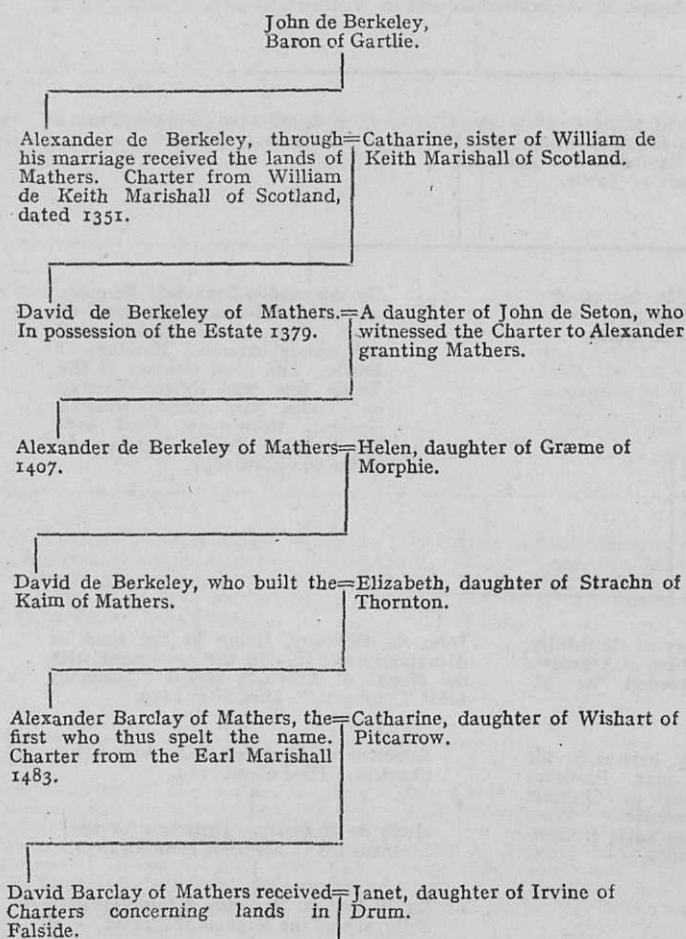 John de Berkeley,
Baron of Gartlie.
Alexander de Berkeley, through=Catharine, sister of William de
his marriage received the lands of Keith Marishall of Scotland.
Mathers. Charter from William
de Keith Marishall of Scotland,
dated 1351.
David de Berkeley of Mathers.=A daughter of John de Seton, who
In possession of the Estate 1379. witnessed the Charter to Alexander
granting Mathers.
Alexander de Berkeley of Mathers=Helen, daughter of Græme of
1407. Morphie.
David de Berkeley, who built the=Elizabeth, daughter of Strachn of
Kaim of Mathers. Thornton.
Alexander Barclay of Mathers, the=Catharine, daughter of Wishart of
first who thus spelt the name. Pitcarrow.
Charter from the Earl Marishall
1483.
David Barclay of Mathers received=Janet, daughter of Irvine of
Charters concerning lands in Drum.
Falside.